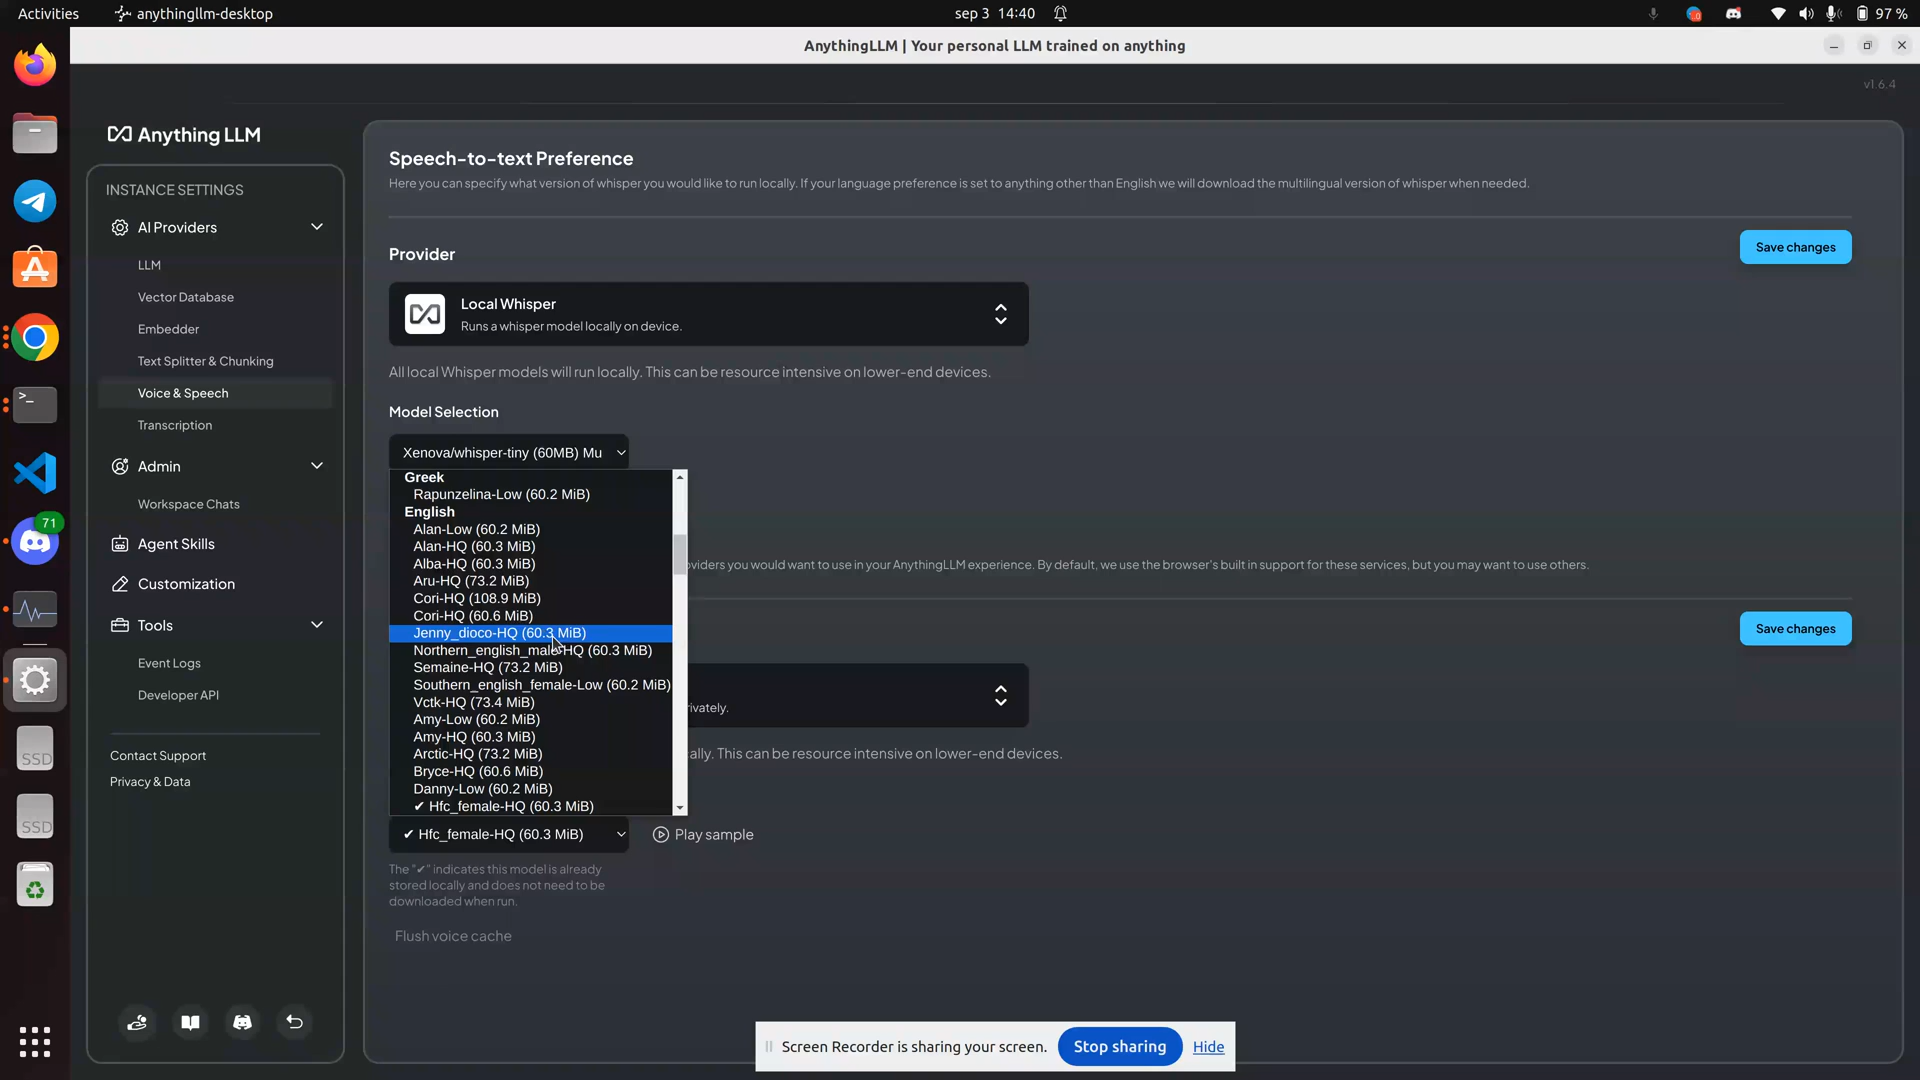 Activities
anythingllm-desktop
sep 3 14:40
97 %
AnythingLLM | Your personal LLM trained on anything
v1.6.4
Anything LLM
INSTANCE SETTINGS
AI Providers
LLM
Vector Database
Embedder
Text Splitter & Chunking
Voice & Speech
Transcription
Admin
Workspace Chats
Agent Skills
Customization
Tools
Event Logs
Developer API
Contact Support
Privacy & Data
71
SSD
SSD
Speech-to-text Preference
Here you can specify what version of whisper you would like to run locally. If your language preference is set to anything other than English we will download the multilingual version of whisper when needed.
Provider
Save changes
Local Whisper
Runs a whisper model locally on device.
All local Whisper models will run locally. This can be resource intensive on lower-end devices.
Model Selection
Xenova/whisper-tiny (60MB) Mu
Greek
Rapunzelina-Low (60.2 MiB)
English
Alan-Low (60.2 MiB)
Alan-HQ (60.3 MiB)
Alba-HQ (60.3 MiB)
Aru-HQ (73.2 MiB)
Cori-HQ (108.9 MiB)
Cori-HQ (60.6 MiB)
Jenny_dioco-HQ (60.3 MiB)
Northern_english_male-HQ (60.3 MiB)
Semaine-HQ (73.2 MiB)
Southern_english_female-Low (60.2 MiB)
Vctk-HQ (73.4 MiB)
Amy-Low (60.2 MiB)
Amy-HQ (60.3 MiB)
Arctic-HQ (73.2 MiB)
Bryce-HQ (60.6 MiB)
Danny-Low (60.2 MiB)
✔ Hfc_female-HQ (60.3 MiB)
oviders you would want to use in your AnythingLLM experience. By default, we use the browser's built in support for these services, but you may want to use others.
Save changes
rivately.
ally. This can be resource intensive on lower-end devices.
✔ Hfc_female-HQ (60.3 MiB)
Play sample
The "✔" indicates this model is already
stored locally and does not need to be
downloaded when run.
Flush voice cache
Screen Recorder is sharing your screen.
Stop sharing
Hide